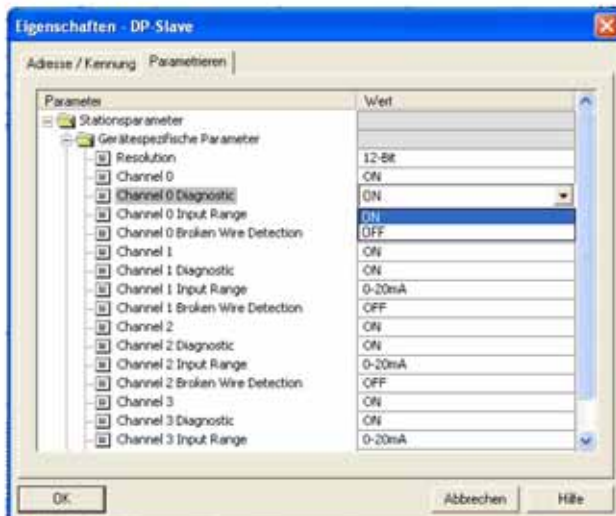 Eigenschaften - DP-Slave
Adresse / Kennung Parametrieren
Parameter Wert
Stationsparameter
Gerätespezifische Parameter
Resolution 12-Bit
Channel 0 ON
Channel 0 Diagnostic ON
Channel 0 Input Range ON
Channel 0 Broken Wire Detection OFF
Channel 1 ON
Channel 1 Diagnostic ON
Channel 1 Input Range 0-20mA
Channel 1 Broken Wire Detection OFF
Channel 2 ON
Channel 2 Diagnostic ON
Channel 2 Input Range 0-20mA
Channel 2 Broken Wire Detection OFF
Channel 3 ON
Channel 3 Diagnostic ON
Channel 3 Input Range 0-20mA
OK Abbrechen Hilfe